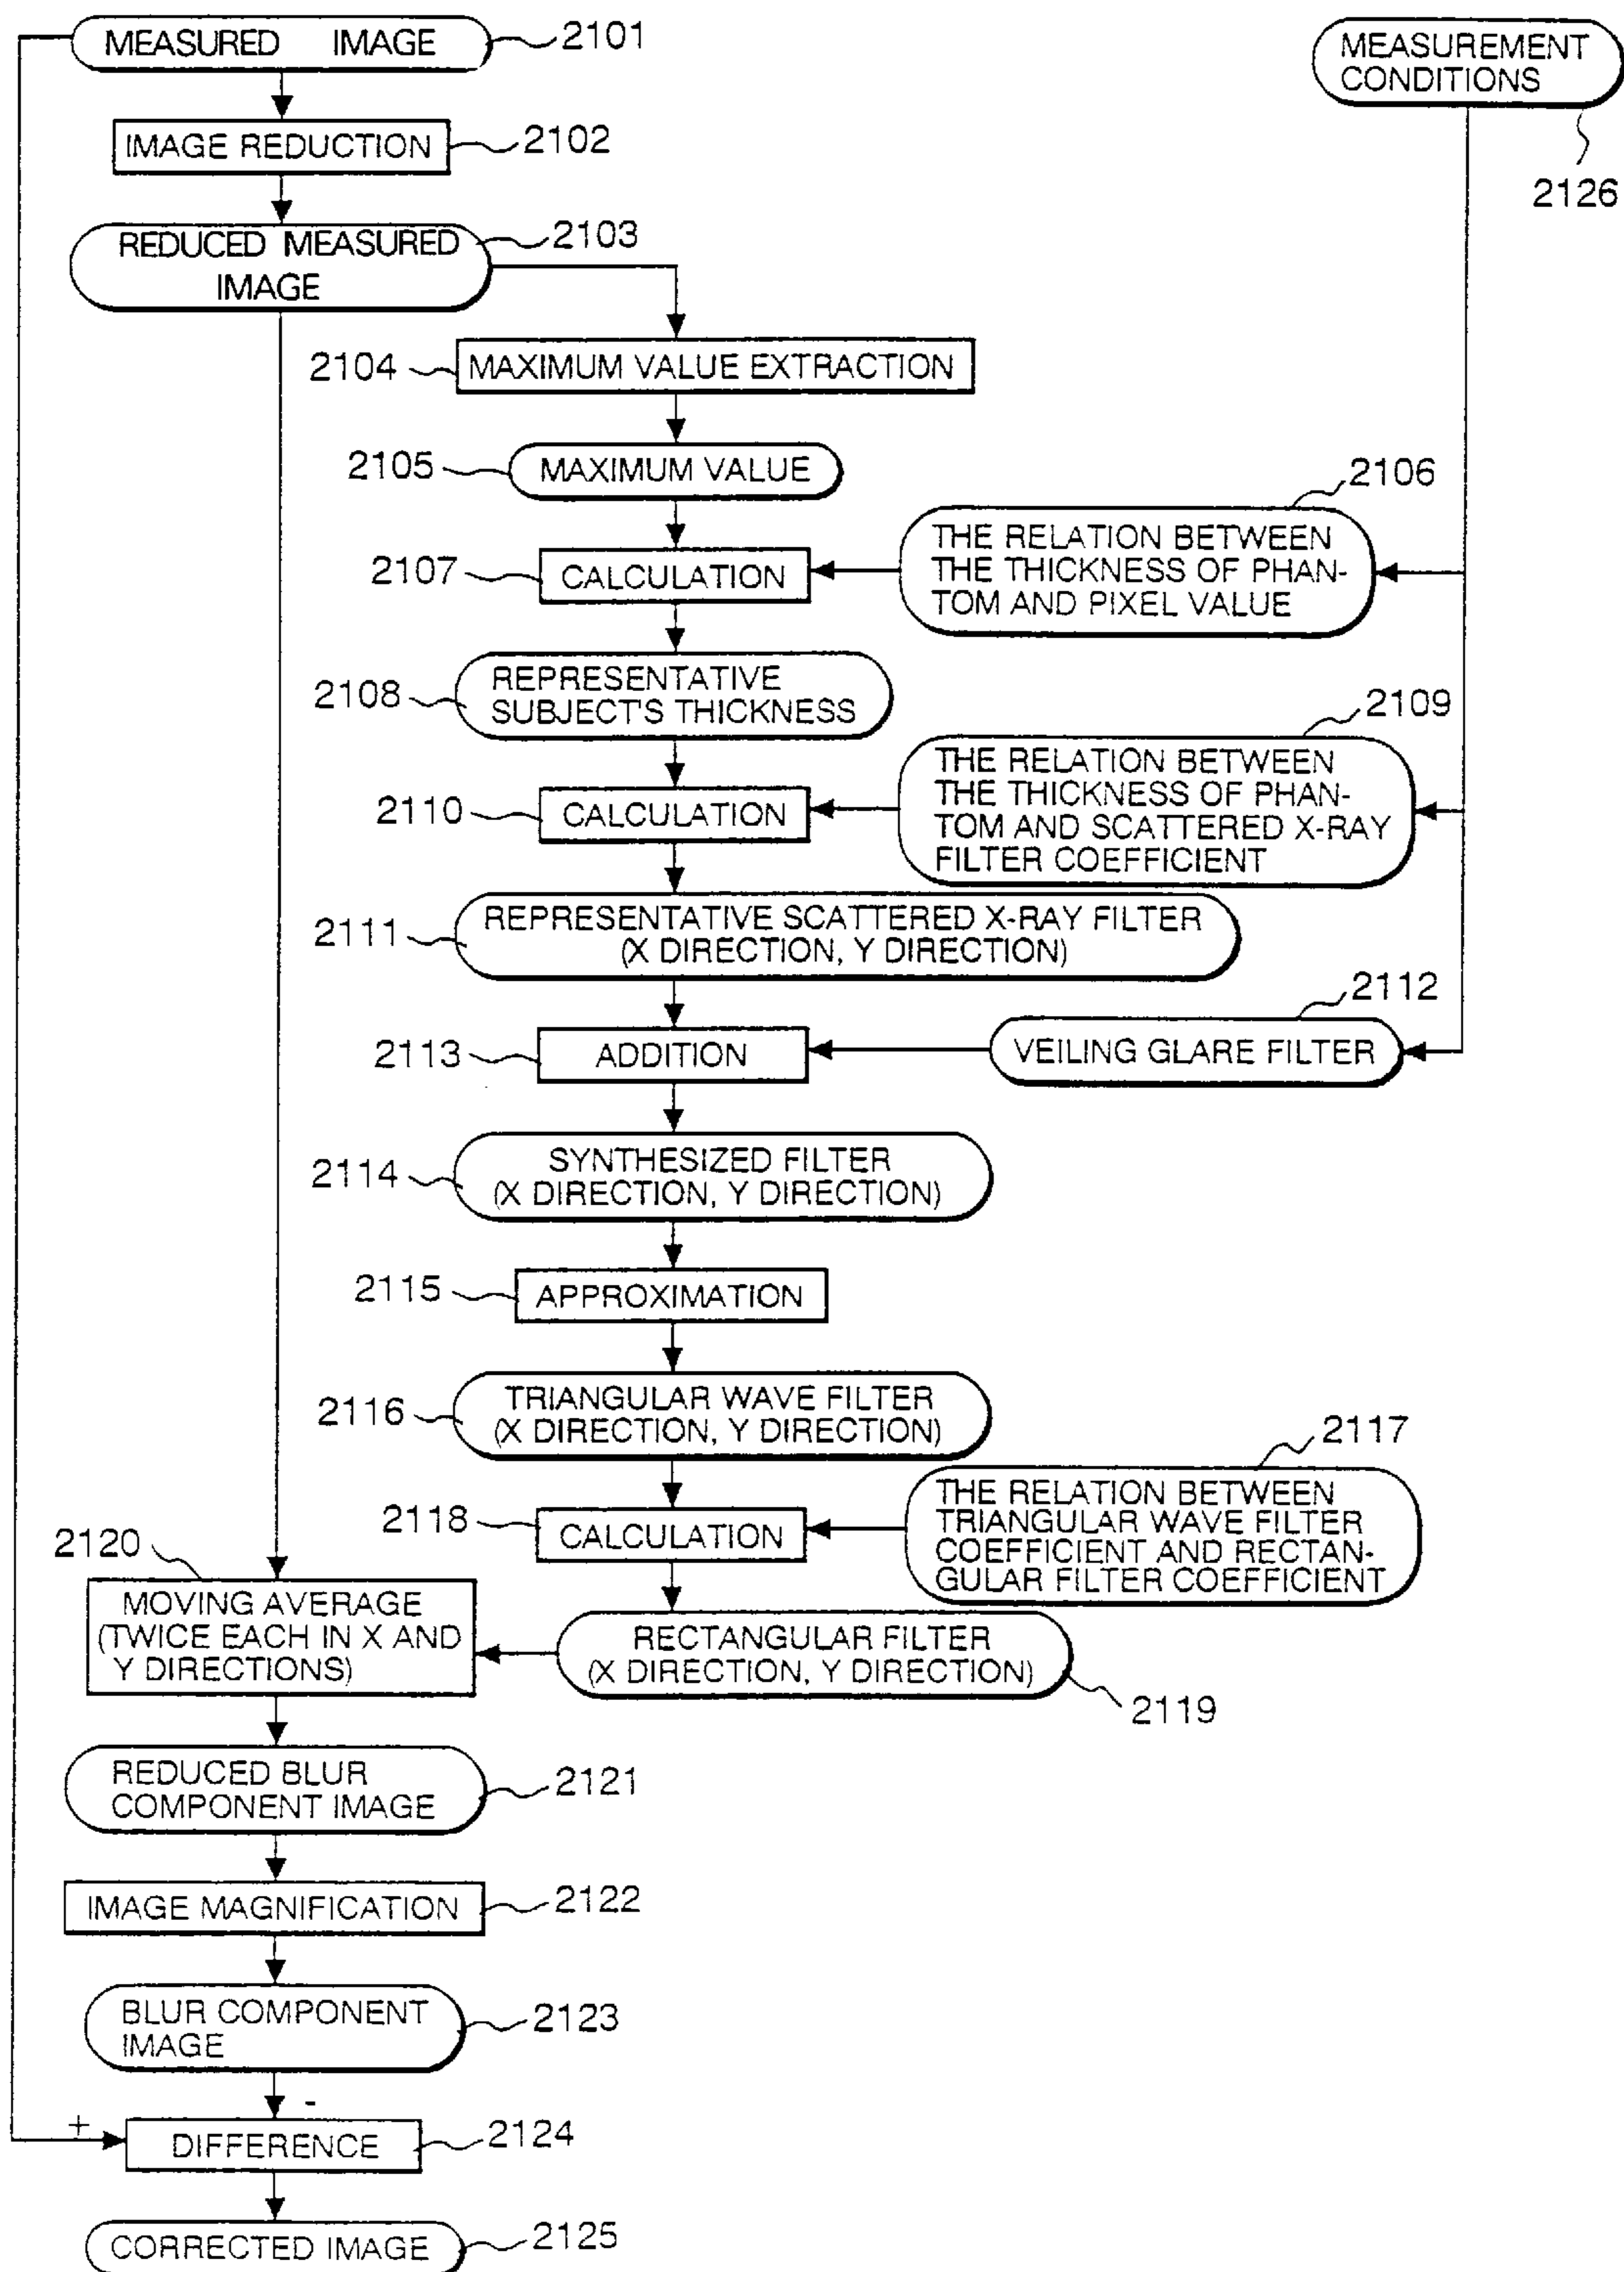 MEASURED IMAGE
2101
MEASUREMENT
CONDITIONS
2126
IMAGE REDUCTION
2102
REDUCED MEASURED
IMAGE
2103
2104
MAXIMUM VALUE EXTRACTION
2105
MAXIMUM VALUE
2106
THE RELATION BETWEEN
THE THICKNESS OF PHAN-
TOM AND PIXEL VALUE
2107
CALCULATION
2108
REPRESENTATIVE
SUBJECT'S THICKNESS
2109
THE RELATION BETWEEN
THE THICKNESS OF PHAN-
TOM AND SCATTERED X-RAY
FILTER COEFFICIENT
2110
CALCULATION
2111
REPRESENTATIVE SCATTERED X-RAY FILTER
(X DIRECTION, Y DIRECTION)
2112
VEILING GLARE FILTER
2113
ADDITION
2114
SYNTHESIZED FILTER
(X DIRECTION, Y DIRECTION)
2115
APPROXIMATION
2116
TRIANGULAR WAVE FILTER
(X DIRECTION, Y DIRECTION)
2117
THE RELATION BETWEEN
TRIANGULAR WAVE FILTER
COEFFICIENT AND RECTAN-
GULAR FILTER COEFFICIENT
2118
CALCULATION
2120
MOVING AVERAGE
(TWICE EACH IN X AND
Y DIRECTIONS)
RECTANGULAR FILTER
(X DIRECTION, Y DIRECTION)
2119
REDUCED BLUR
COMPONENT IMAGE
2121
IMAGE MAGNIFICATION
2122
BLUR COMPONENT
IMAGE
2123
-
+
DIFFERENCE
2124
CORRECTED IMAGE
2125